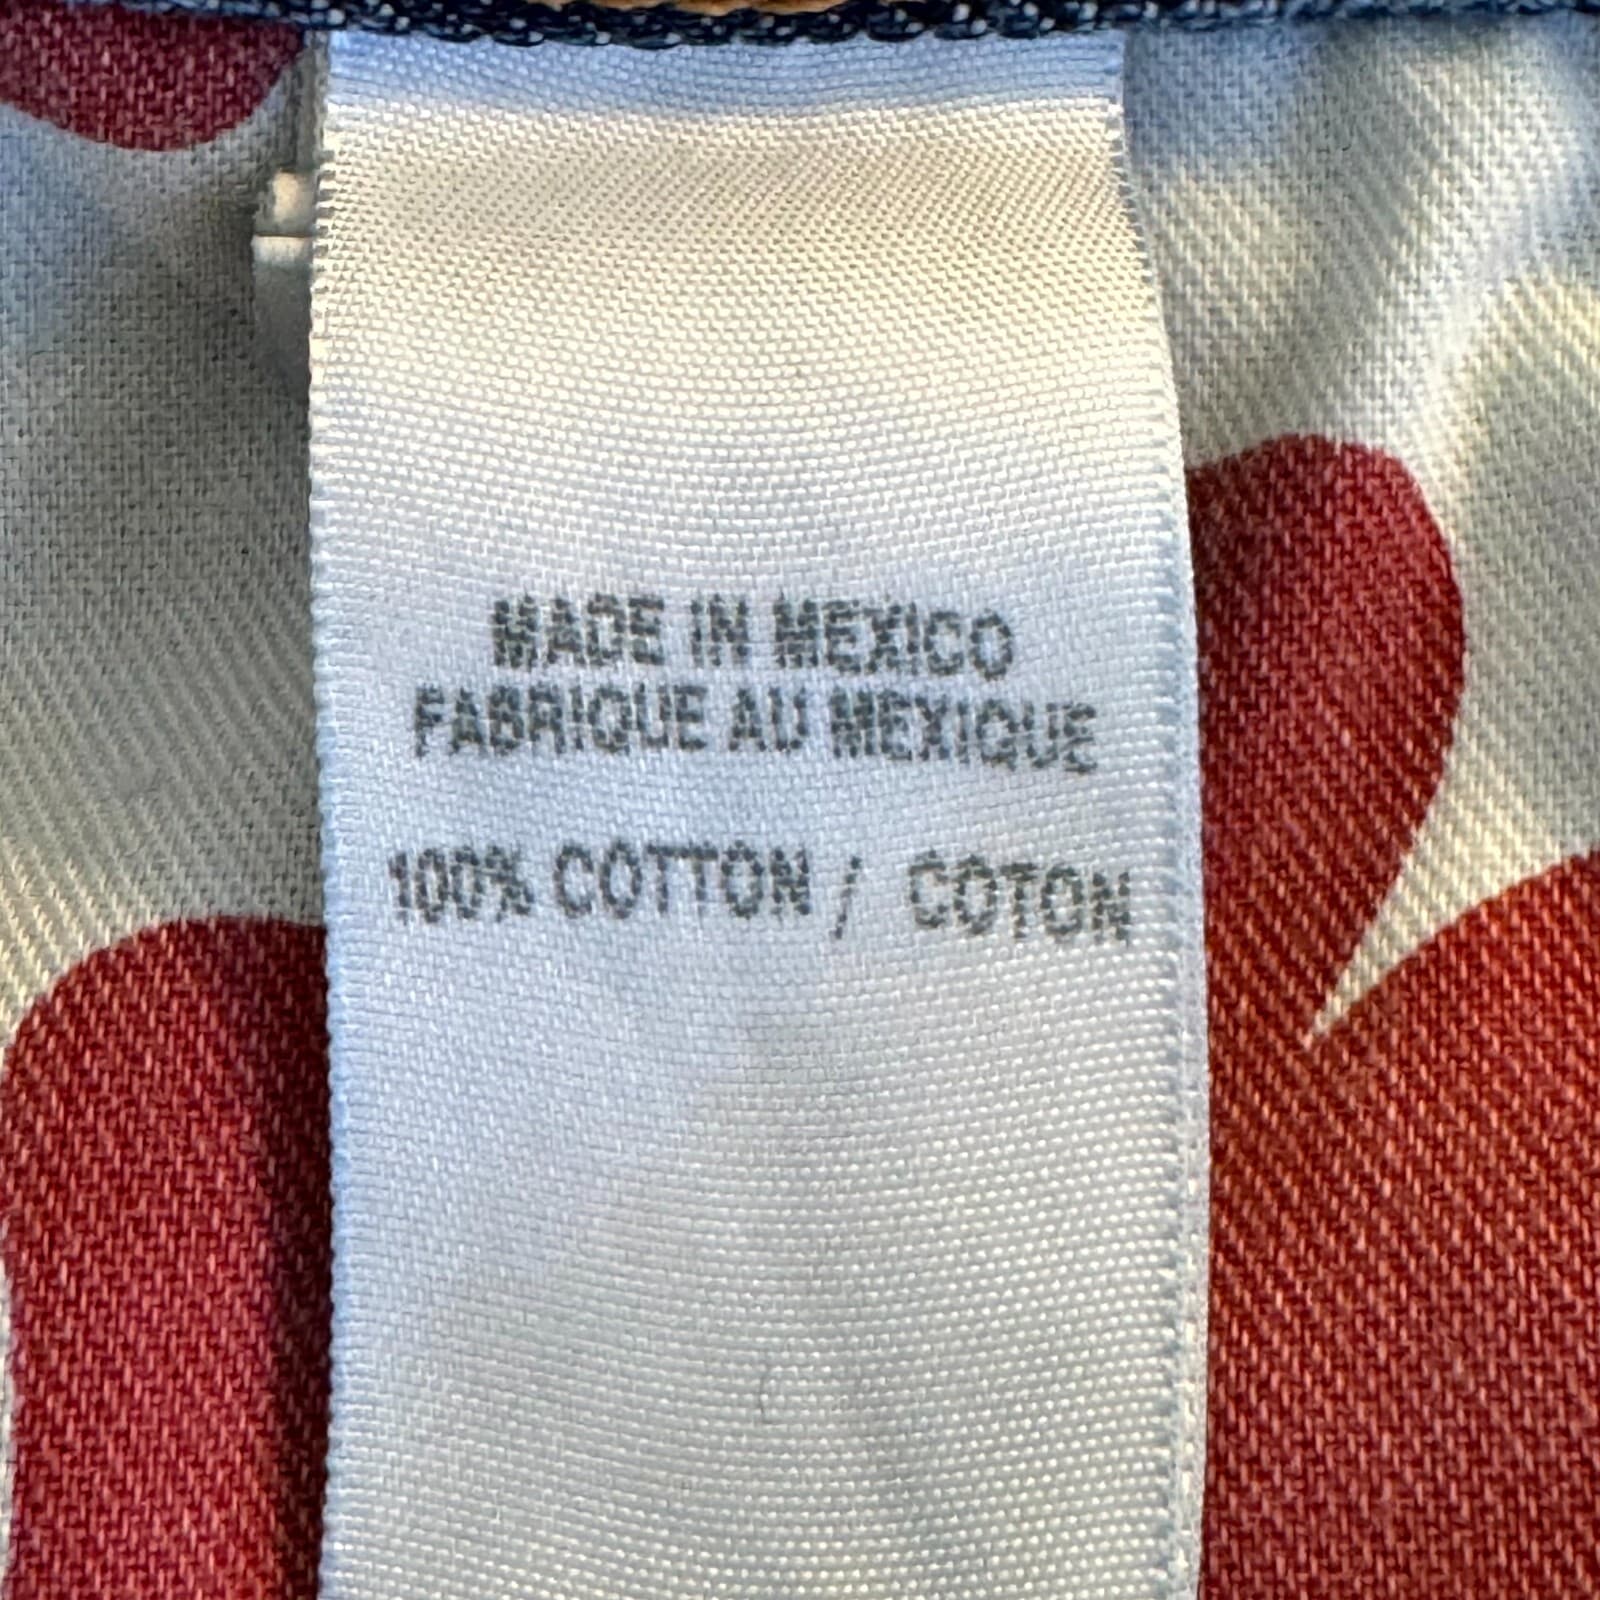 MADE IN MEXICO
FABRIQUE AU MEXIQUE
100% COTTON / COTON